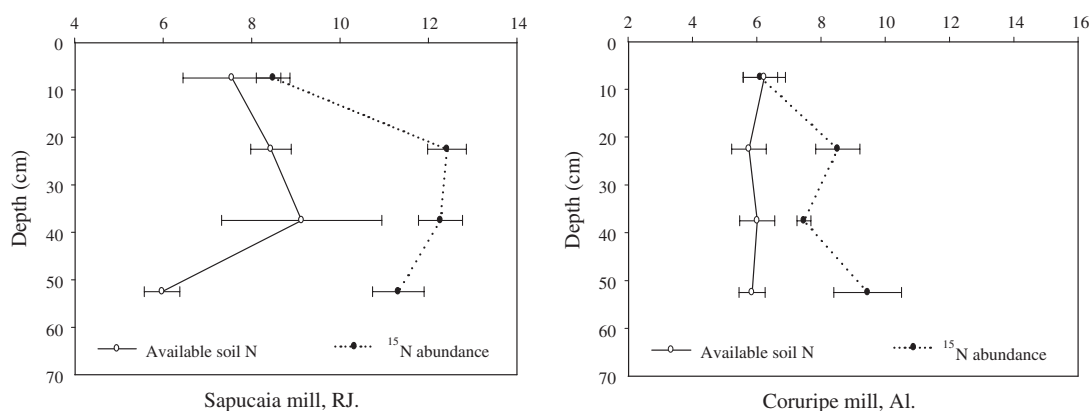 4 6 8 10 12 14
0
10
20
30
40
50
60
70
Depth (cm)
Available soil N
15N abundance
Sapucaia mill, RJ.
2 4 6 8 10 12 14 16
0
10
20
30
40
50
60
70
Depth (cm)
Available soil N
15N abundance
Coruripe mill, Al.